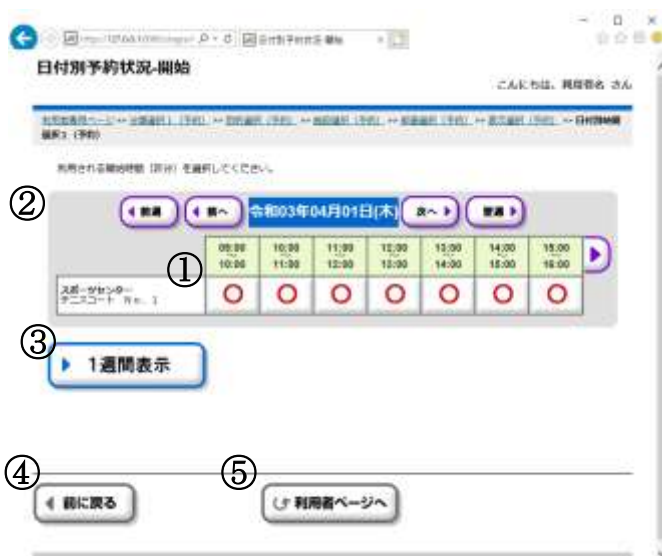 日付別予約状況-開始
こんにちは、利用者名 さん
利用される開始時間（区分）を選択してください。
②
前週 前へ 令和03年04月01日(木) 次へ 翌週
①
09:00 10:00 11:00 12:00 13:00 14:00 15:00
10:00 11:00 12:00 13:00 14:00 15:00 16:00
スポーツセンター
テニスコート No. 1
○ ○ ○ ○ ○ ○ ○
③
1週間表示
④ ⑤
前に戻る 利用者ページへ